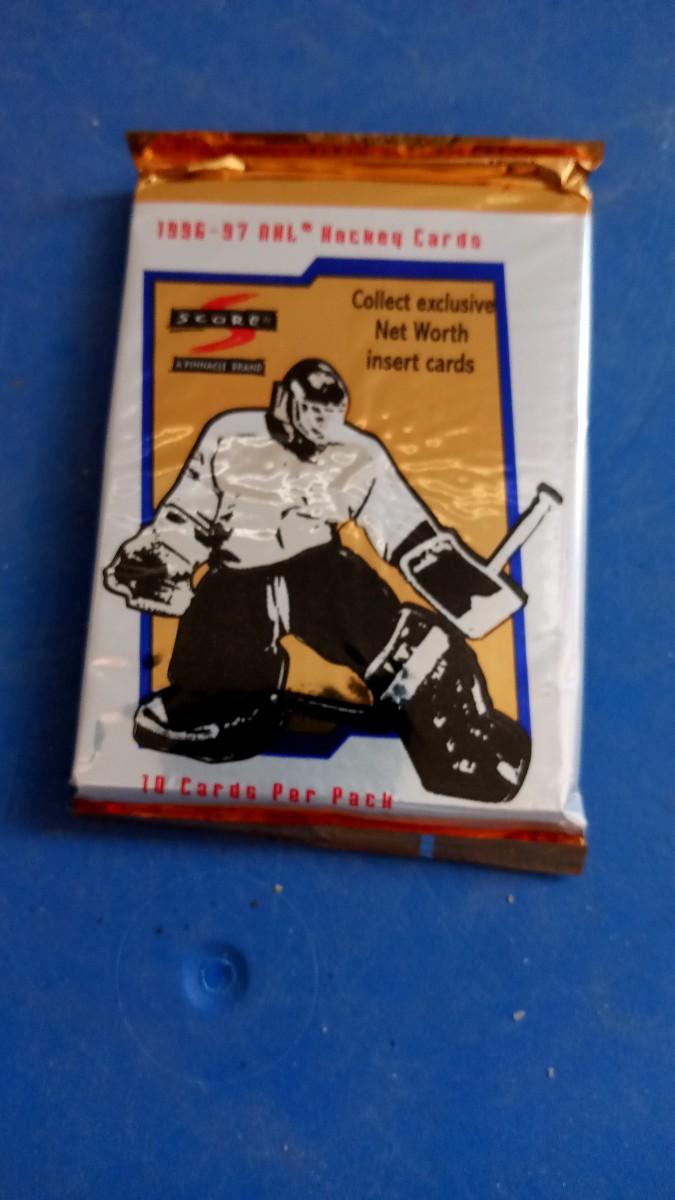 1996-97 NHL® Hockey Cards
Collect exclusive
Net Worth
insert cards
SCORE®
A PINNACLE BRAND
10 Cards Per Pack